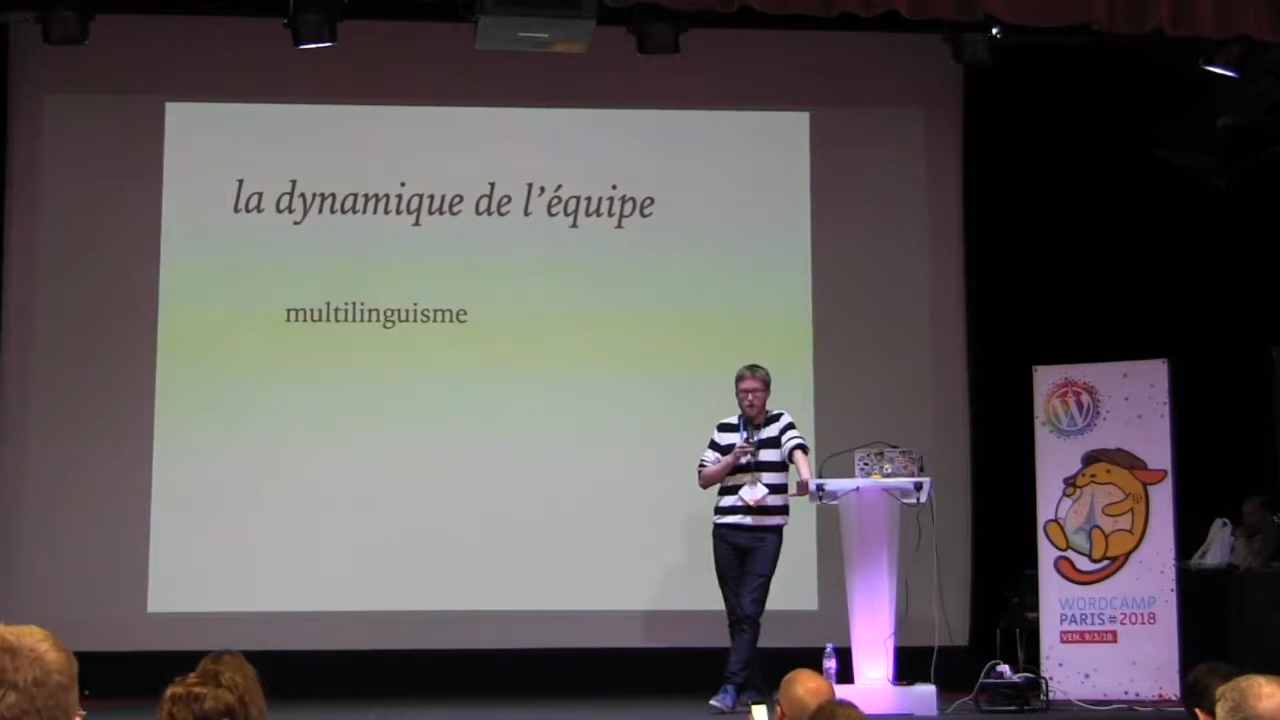 la dynamique de l’équipe
multilinguisme
W
WORDCAMP
PARIS#2018
VEN. 9/3/18